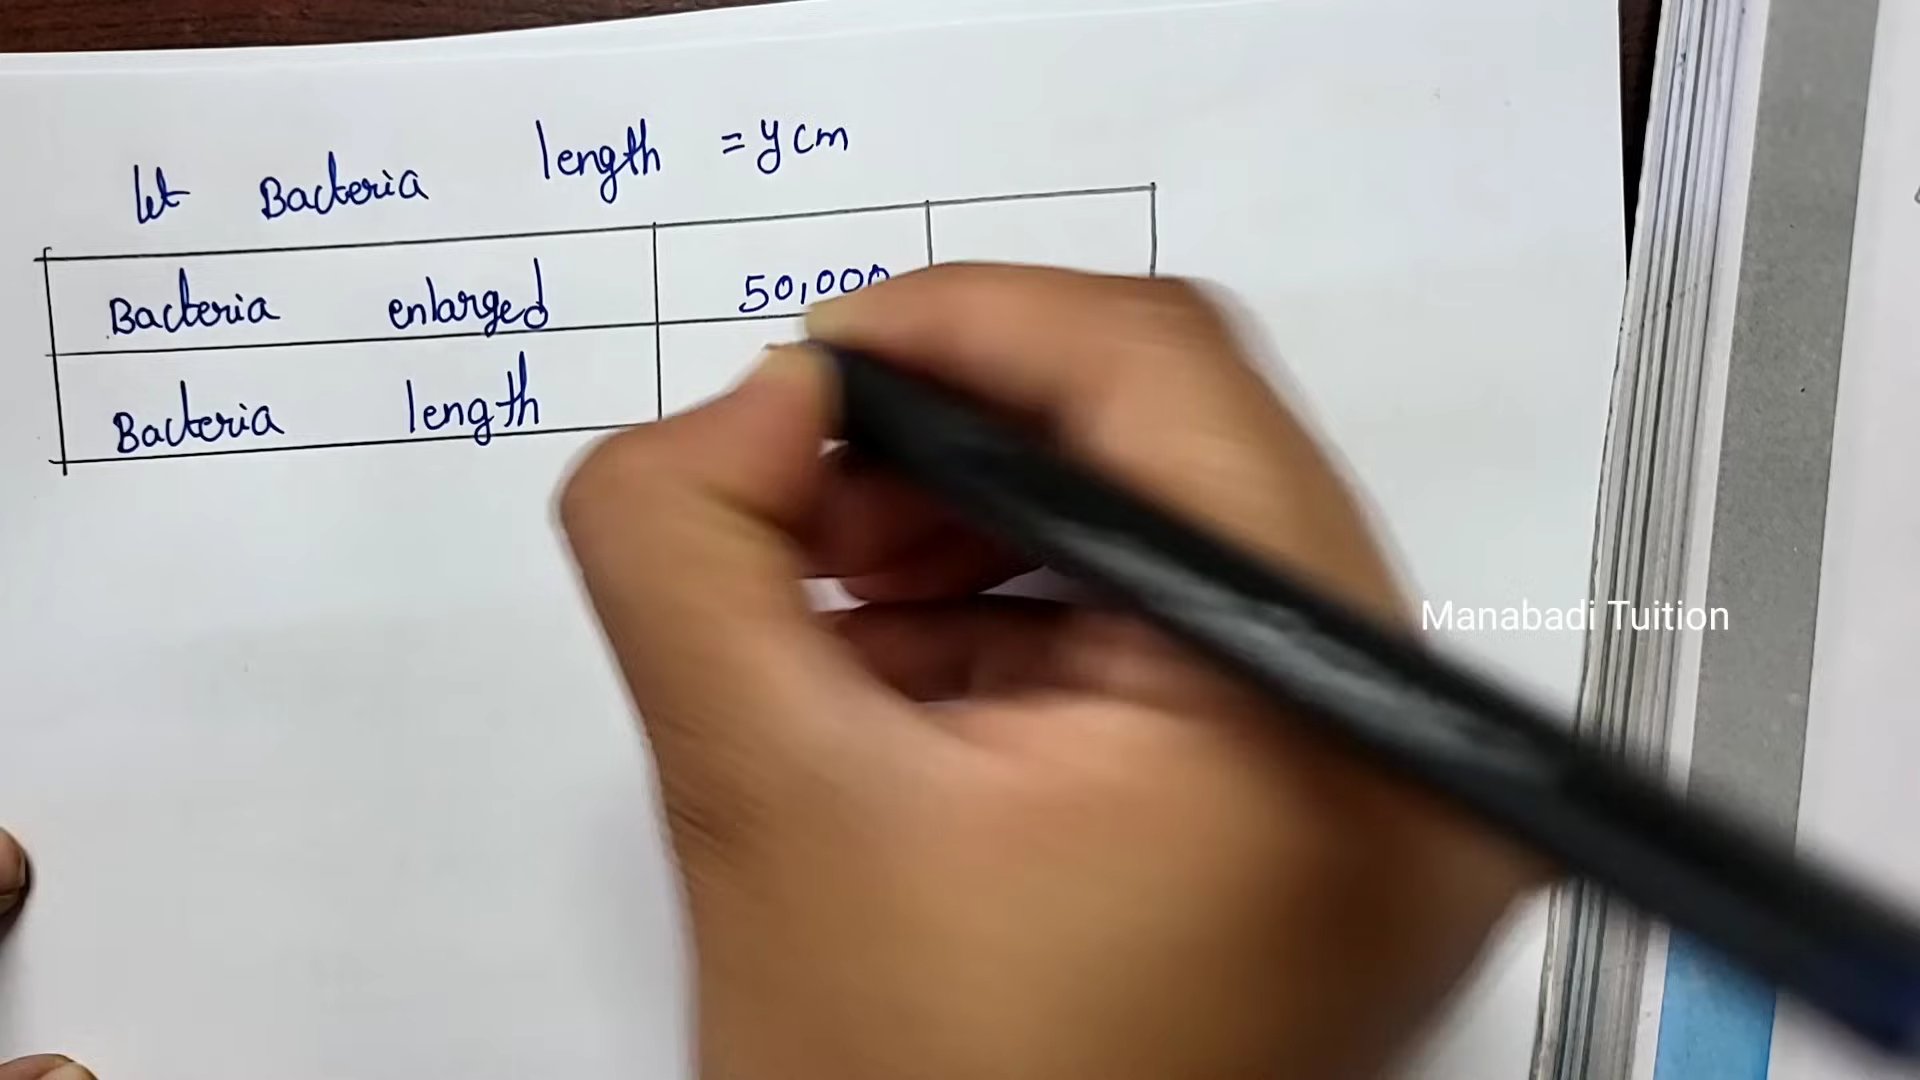 let Bacteria length = y cm
Bacteria enlarged 50,000
Bacteria length
Manabadi Tuition